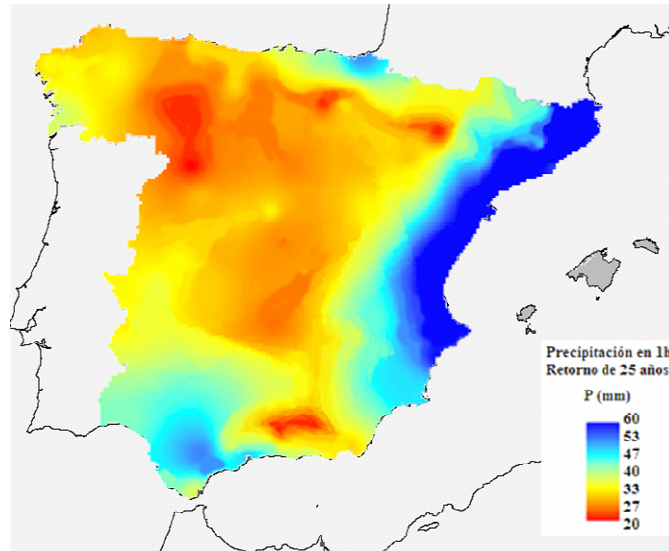 Precipitación en 1h
Retorno de 25 años
P (mm)
60
53
47
40
33
27
20